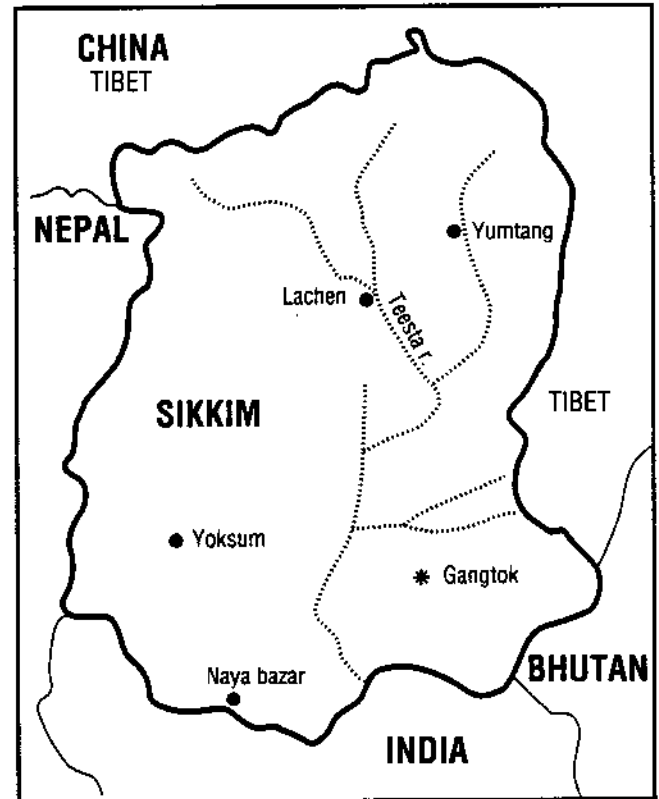 CHINA
TIBET
NEPAL
Yumtang
Lachen
Teesta r.
TIBET
SIKKIM
Yoksum
Gangtok
BHUTAN
Naya bazar
INDIA